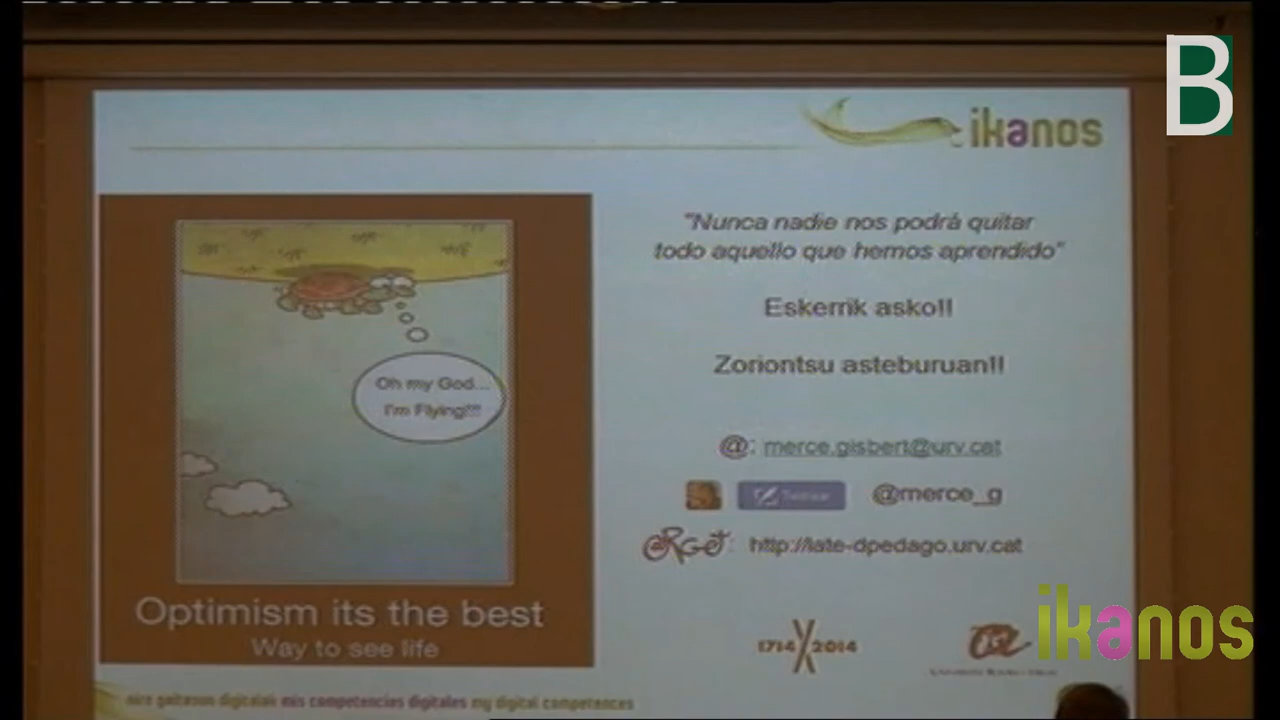 B
ikanos
"Nunca nadie nos podrá quitar
todo aquello que hemos aprendido"
Eskerrik asko!!
Zoriontsu asteburuan!!
Oh my God...
I'm Flying!!!
@: merce.gisbert@urv.cat
Twittear @merce_g
ARGET: http://late-dpedago.urv.cat
Optimism its the best
Way to see life
1714 2014
ikanos
nire gaitasun digitalak mis competencias digitales my digital competences